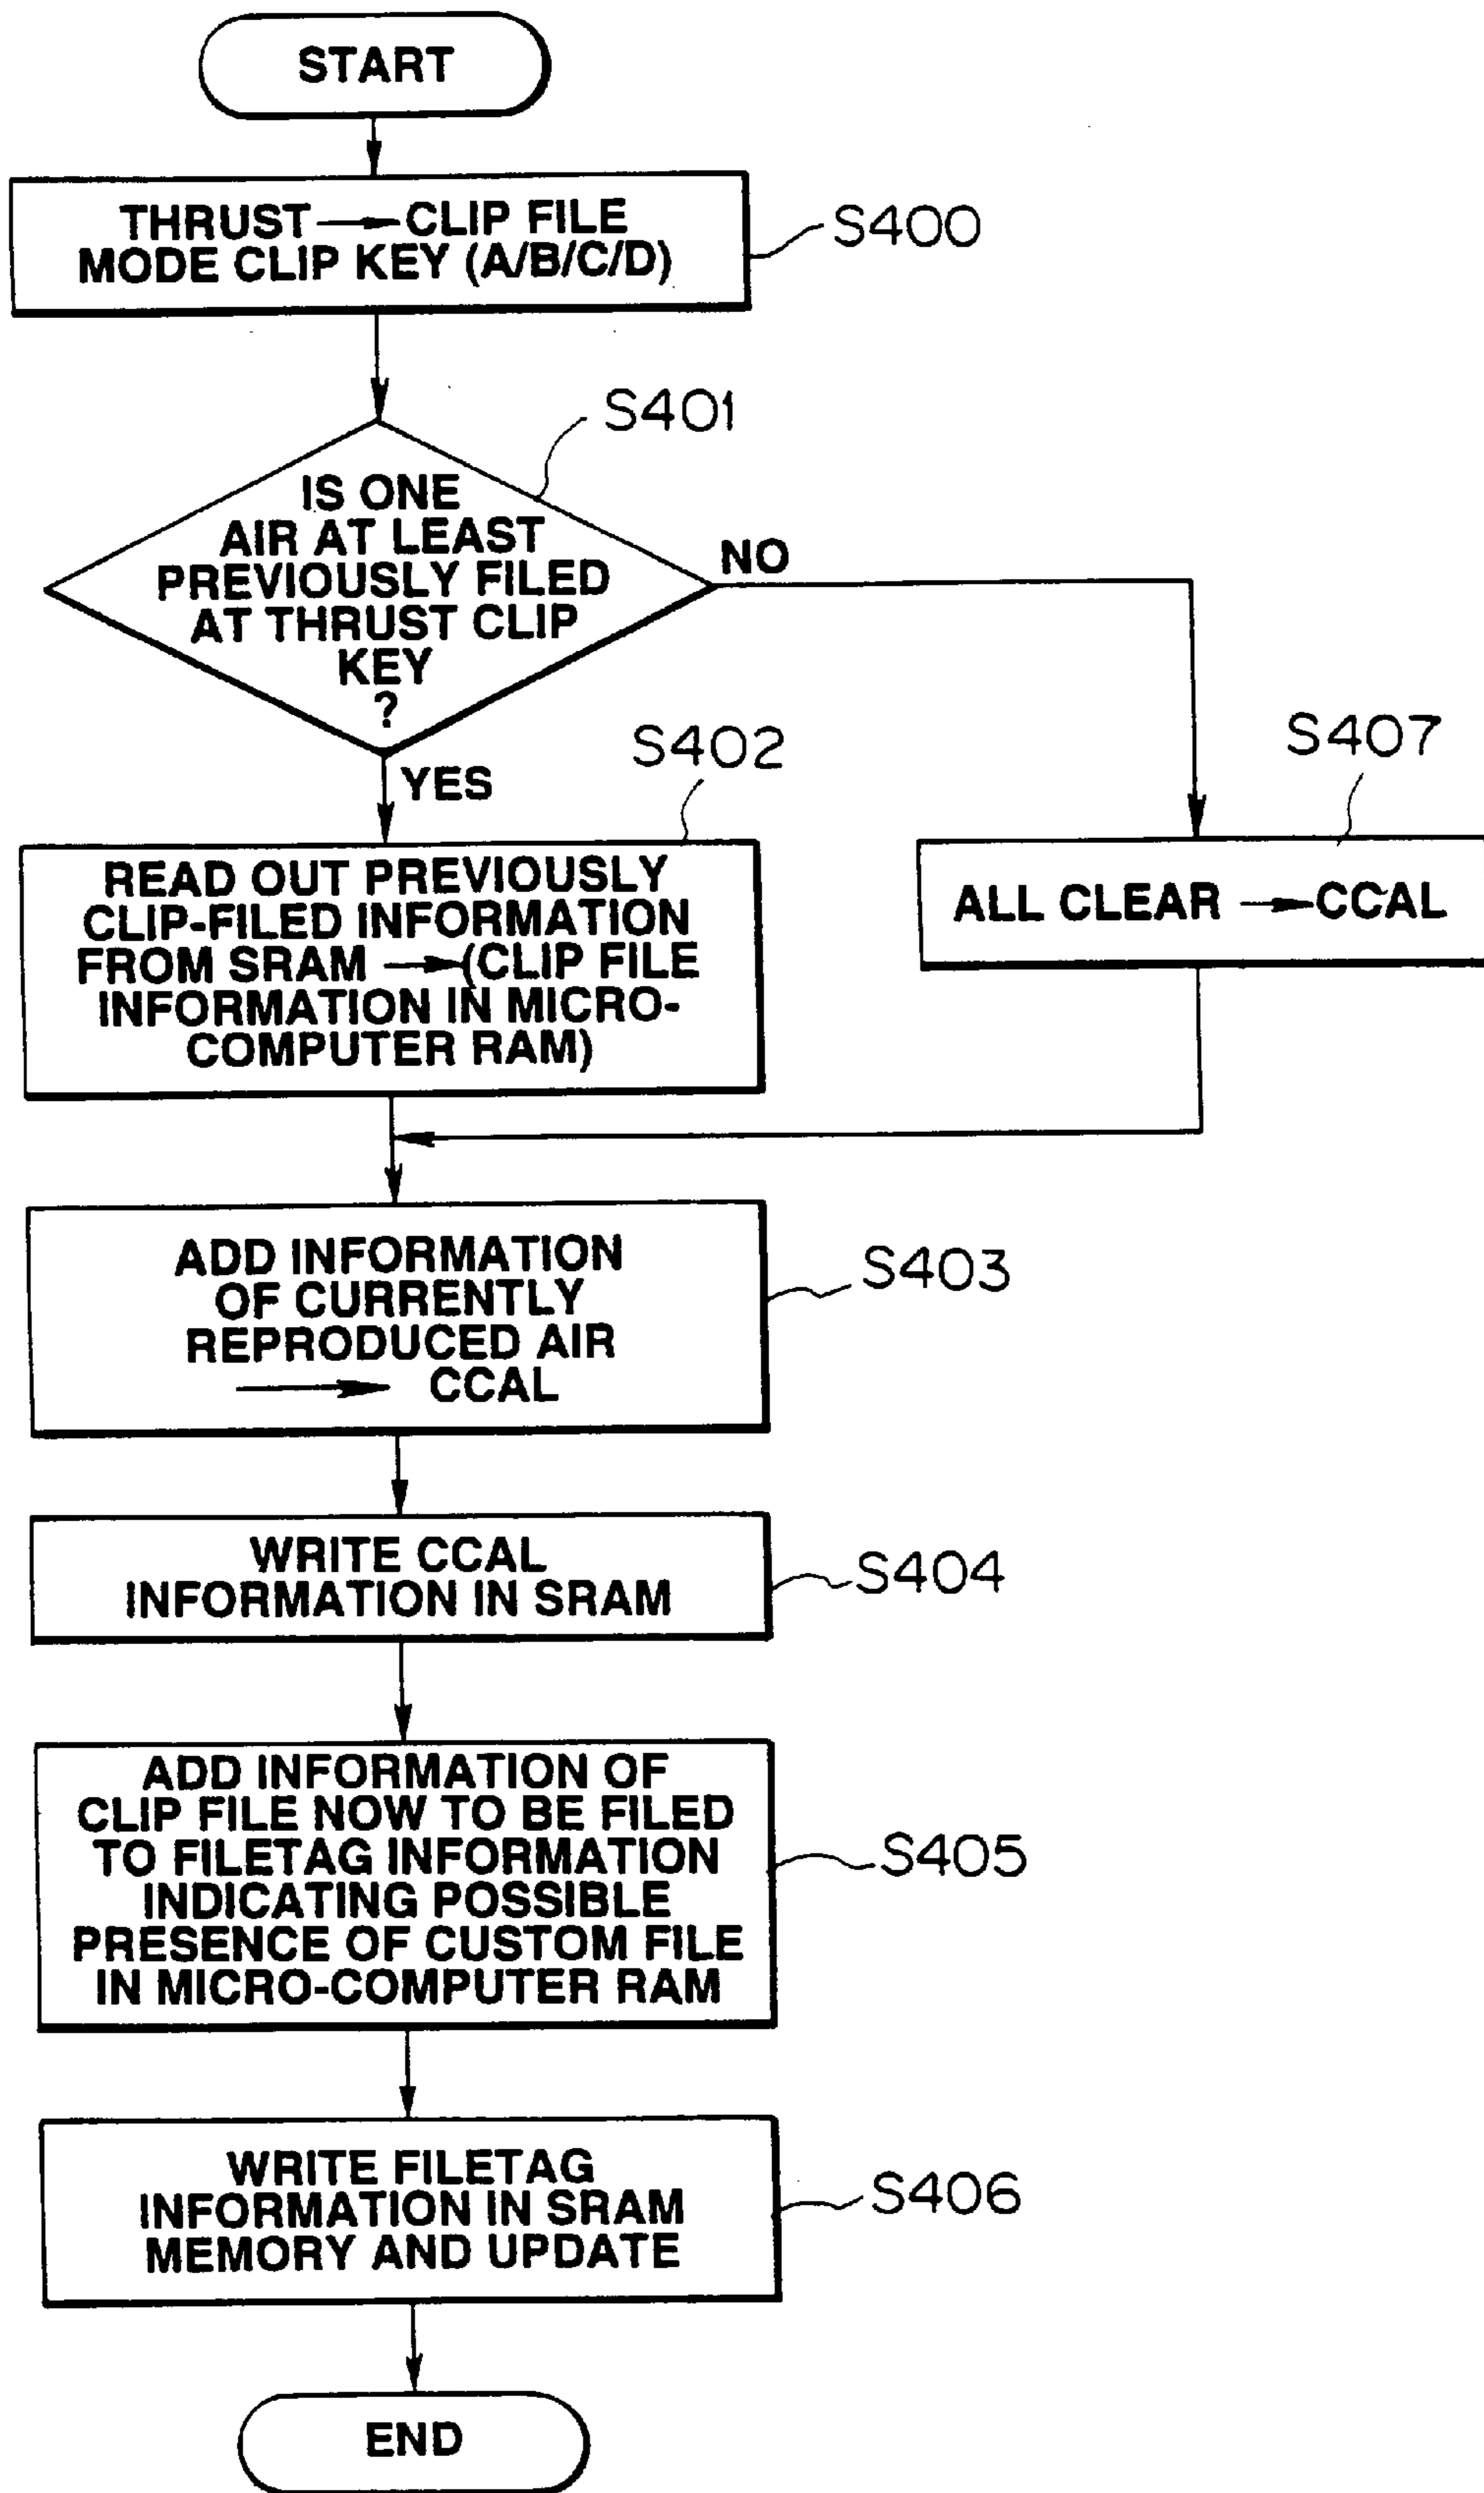 START
THRUST → CLIP FILE
MODE CLIP KEY (A/B/C/D)
S400
S401
IS ONE
AIR AT LEAST
PREVIOUSLY FILED
AT THRUST CLIP
KEY
?
NO
YES
S402
S407
READ OUT PREVIOUSLY
CLIP-FILED INFORMATION
FROM SRAM → (CLIP FILE
INFORMATION IN MICRO-
COMPUTER RAM)
ALL CLEAR → CCAL
ADD INFORMATION
OF CURRENTLY
REPRODUCED AIR
→ CCAL
S403
WRITE CCAL
INFORMATION IN SRAM
S404
ADD INFORMATION OF
CLIP FILE NOW TO BE FILED
TO FILETAG INFORMATION
INDICATING POSSIBLE
PRESENCE OF CUSTOM FILE
IN MICRO-COMPUTER RAM
S405
WRITE FILETAG
INFORMATION IN SRAM
MEMORY AND UPDATE
S406
END